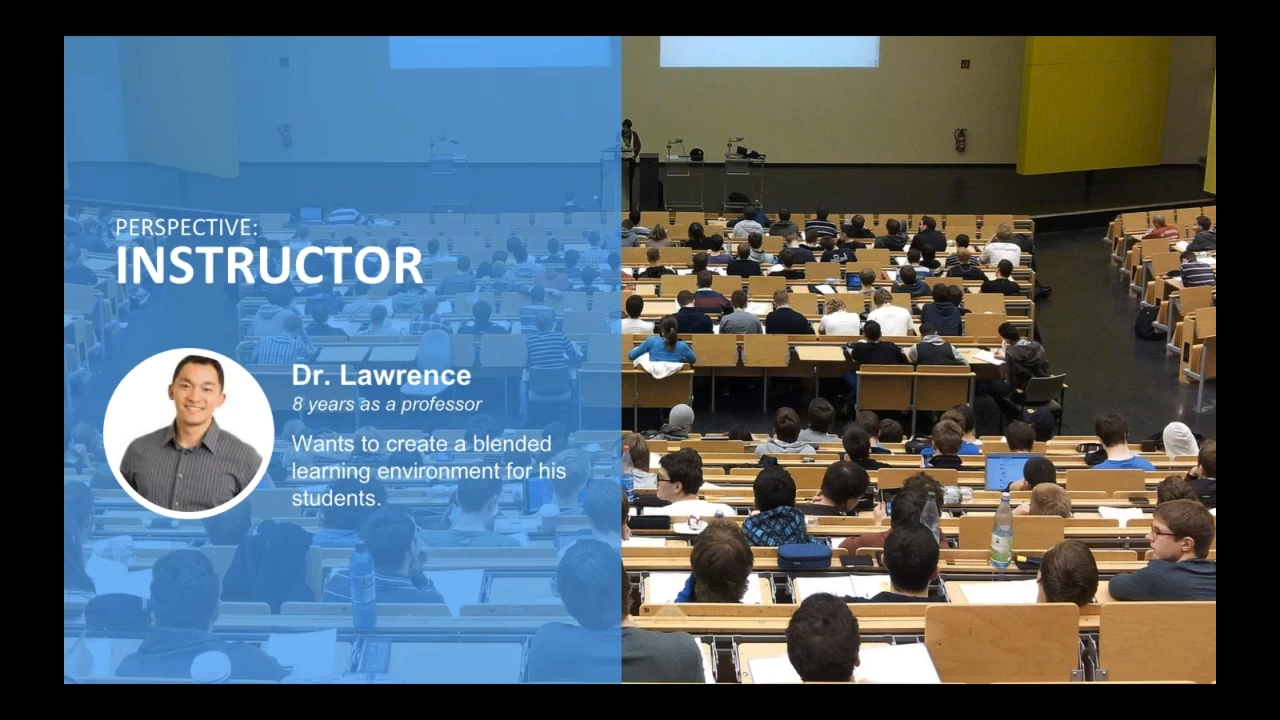 PERSPECTIVE:
INSTRUCTOR
Dr. Lawrence
8 years as a professor
Wants to create a blended
learning environment for his
students.